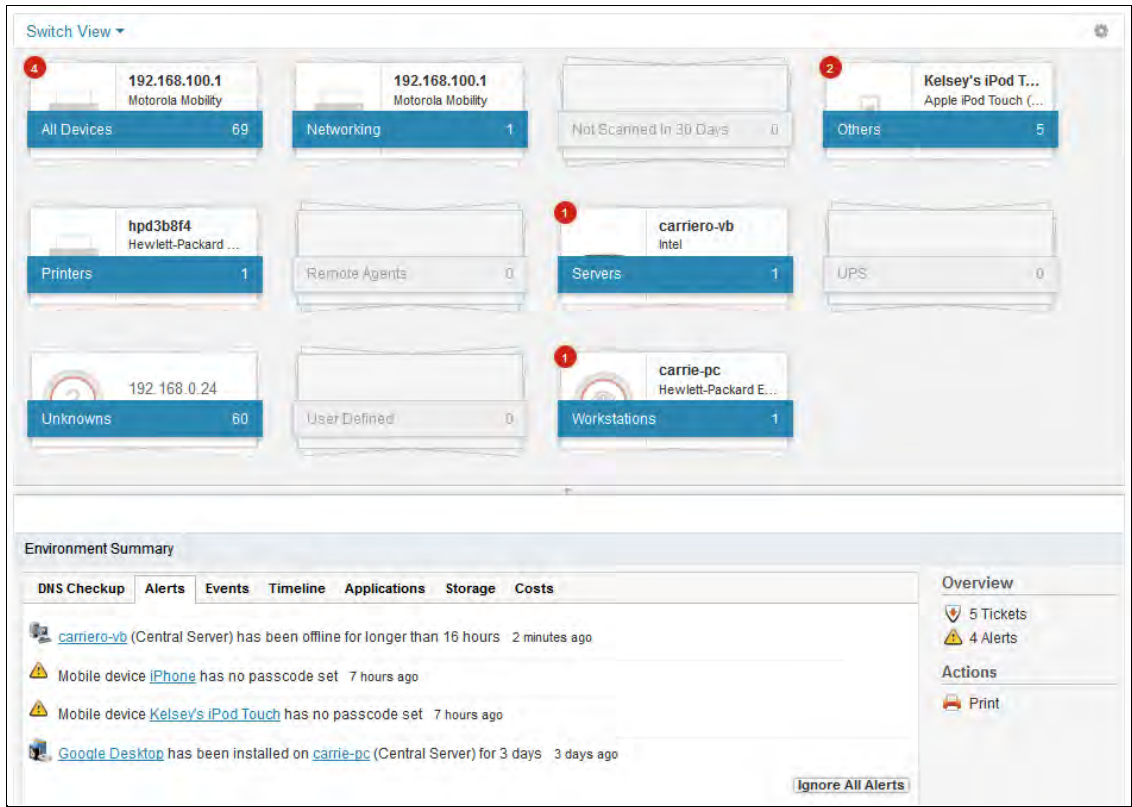 Switch View
4
192.168.100.1
Motorola Mobility
All Devices 69
192.168.100.1
Motorola Mobility
Networking 1
Not Scanned In 30 Days 0
2
Kelsey's iPod T...
Apple iPod Touch (...
Others 5
hpd3b8f4
Hewlett-Packard ...
Printers 1
Remote Agents 0
1
carriero-vb
Intel
Servers 1
UPS 0
192.168.0.24
Unknowns 60
User Defined 0
1
carrie-pc
Hewlett-Packard E...
Workstations 1
Environment Summary
DNS Checkup Alerts Events Timeline Applications Storage Costs
carriero-vb (Central Server) has been offline for longer than 16 hours 2 minutes ago
Mobile device iPhone has no passcode set 7 hours ago
Mobile device Kelsey's iPod Touch has no passcode set 7 hours ago
Google Desktop has been installed on carrie-pc (Central Server) for 3 days 3 days ago
Ignore All Alerts
Overview
5 Tickets
4 Alerts
Actions
Print